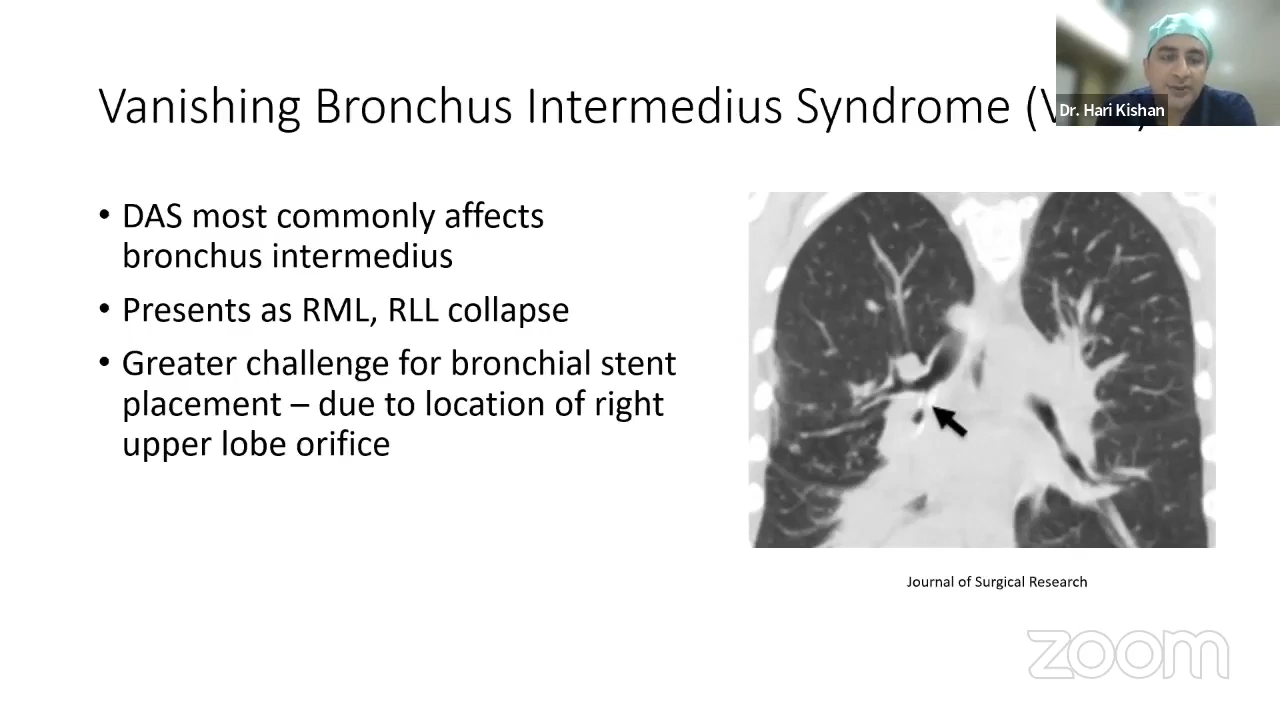 Vanishing Bronchus Intermedius Syndrome
Dr. Hari Kishan
• DAS most commonly affects
bronchus intermedius
• Presents as RML, RLL collapse
• Greater challenge for bronchial stent
placement – due to location of right
upper lobe orifice
Journal of Surgical Research
zoom